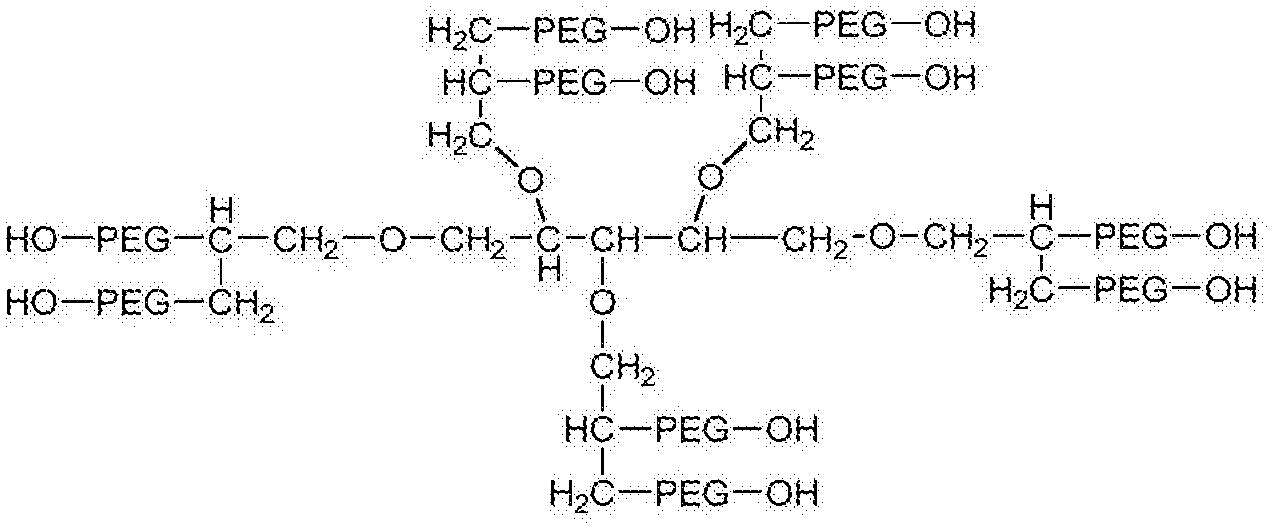 H₂C—PEG—OH H₂C—PEG—OH
HC—PEG—OH HC—PEG—OH
H₂C CH₂
O O
H H
HO—PEG—C—CH₂—O—CH₂—C—CH—CH—CH₂-O—CH₂—C—PEG—OH
H
HO—PEG—CH₂ O H₂C—PEG—OH
CH₂
HC—PEG—OH
H₂C—PEG—OH